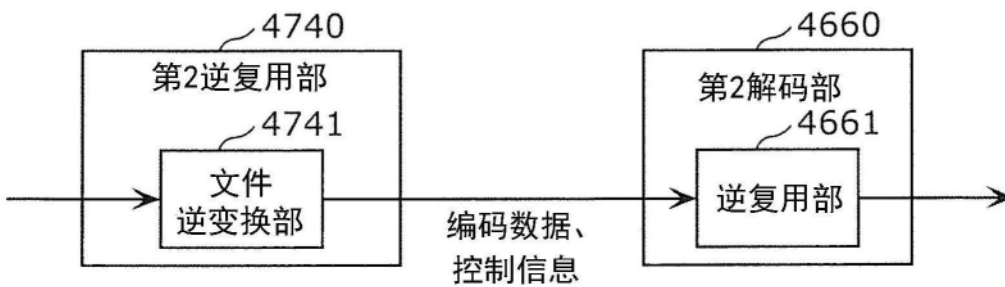 4740
第2逆复用部
4741
文件
逆变换部
编码数据、
控制信息
4660
第2解码部
4661
逆复用部